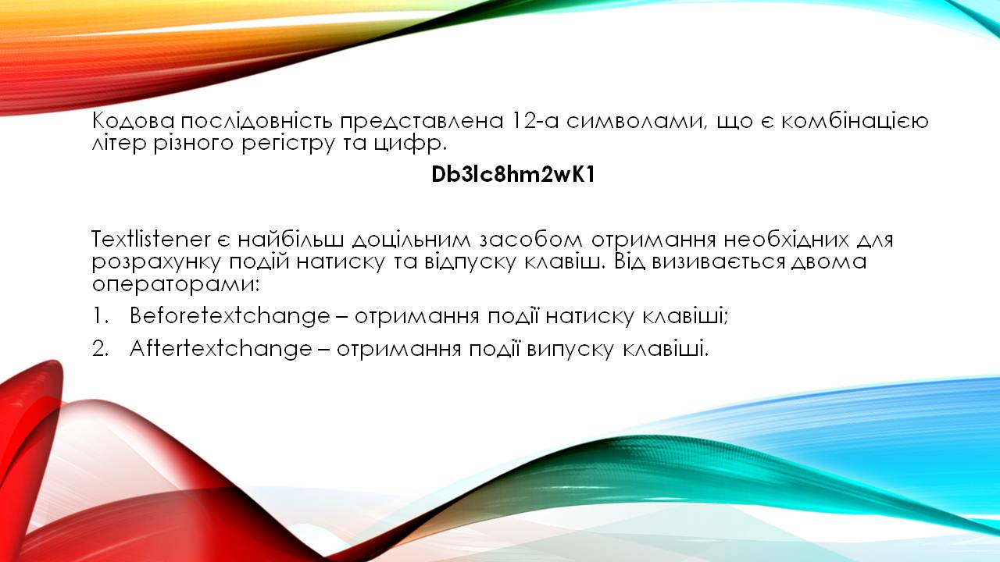 Кодова послідовність представлена 12-а символами, що є комбінацією
літер різного регістру та цифр.
Db3lc8hm2wK1
Textlistener є найбільш доцільним засобом отримання необхідних для
розрахунку подій натиску та відпуску клавіш. Від визивається двома
операторами:
1. Beforetextchange – отримання події натиску клавіші;
2. Aftertextchange – отримання події випуску клавіші.